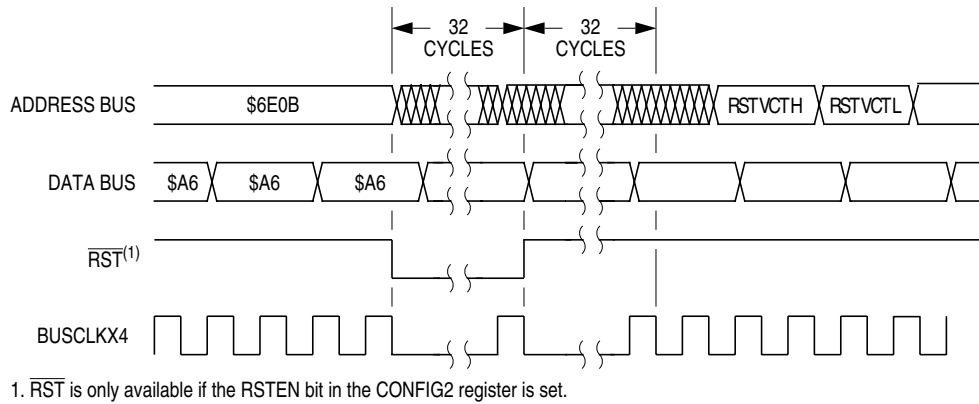 32
CYCLES
32
CYCLES
ADDRESS BUS
$6E0B
RSTVCTH
RSTVCTL
DATA BUS
$A6
$A6
$A6
RST(1)
BUSCLKX4
1. RST is only available if the RSTEN bit in the CONFIG2 register is set.